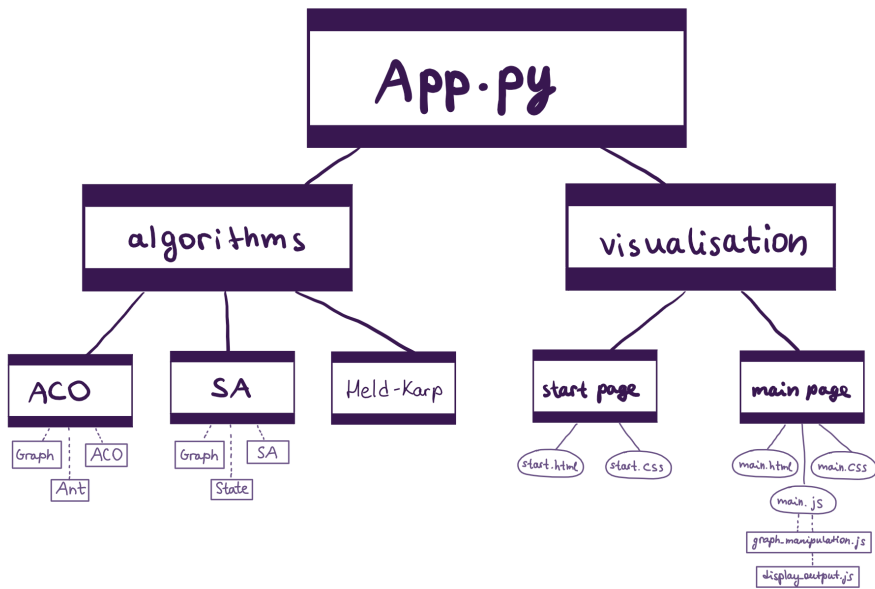 App.py
algorithms
visualisation
ACO
SA
Held-Karp
start page
main page
Graph
ACO
Ant
Graph
SA
State
start.html
start.css
main.html
main.css
main.js
graph_manipulation.js
display_output.js